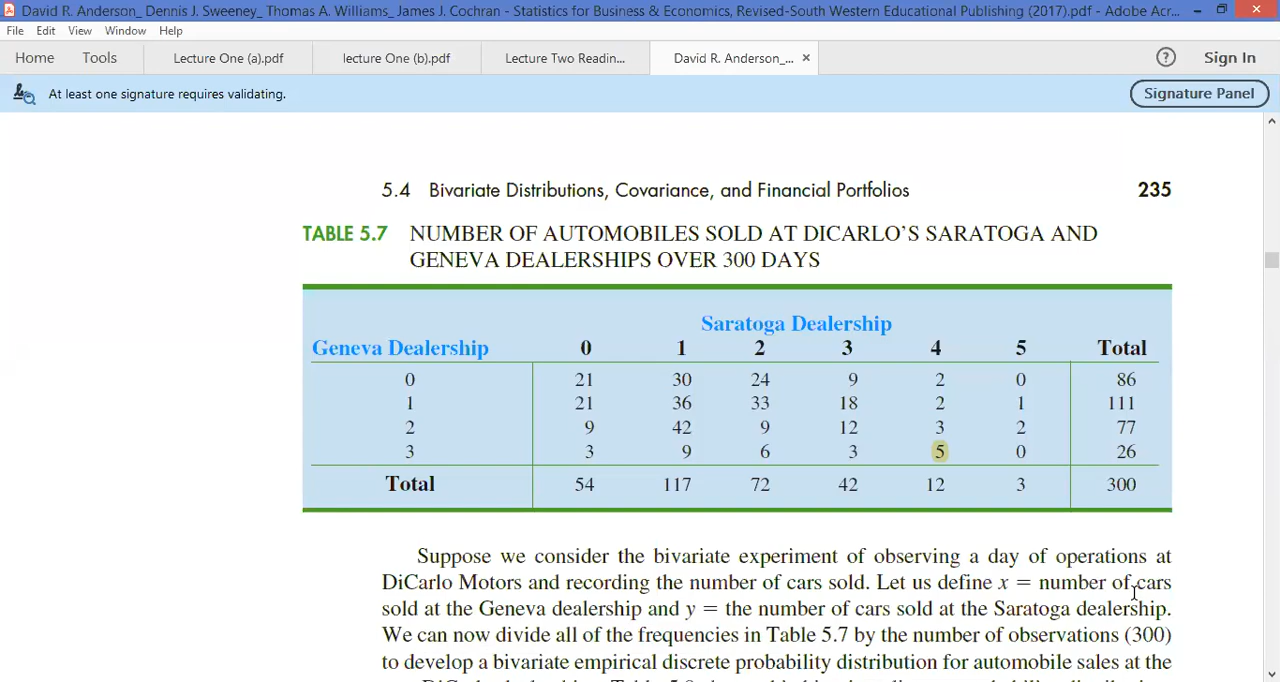 David R. Anderson_ Dennis J. Sweeney_ Thomas A. Williams_ James J. Cochran - Statistics for Business & Economics, Revised-South Western Educational Publishing (2017).pdf - Adobe Acr...
File Edit View Window Help
Home Tools Lecture One (a).pdf lecture One (b).pdf Lecture Two Readin... David R. Anderson_... × ? Sign In
At least one signature requires validating. Signature Panel
5.4 Bivariate Distributions, Covariance, and Financial Portfolios 235
TABLE 5.7 NUMBER OF AUTOMOBILES SOLD AT DICARLO'S SARATOGA AND
GENEVA DEALERSHIPS OVER 300 DAYS
Saratoga Dealership
Geneva Dealership 0 1 2 3 4 5 Total
0 21 30 24 9 2 0 86
1 21 36 33 18 2 1 111
2 9 42 9 12 3 2 77
3 3 9 6 3 5 0 26
Total 54 117 72 42 12 3 300
Suppose we consider the bivariate experiment of observing a day of operations at
DiCarlo Motors and recording the number of cars sold. Let us define x = number of cars
sold at the Geneva dealership and y = the number of cars sold at the Saratoga dealership.
We can now divide all of the frequencies in Table 5.7 by the number of observations (300)
to develop a bivariate empirical discrete probability distribution for automobile sales at the